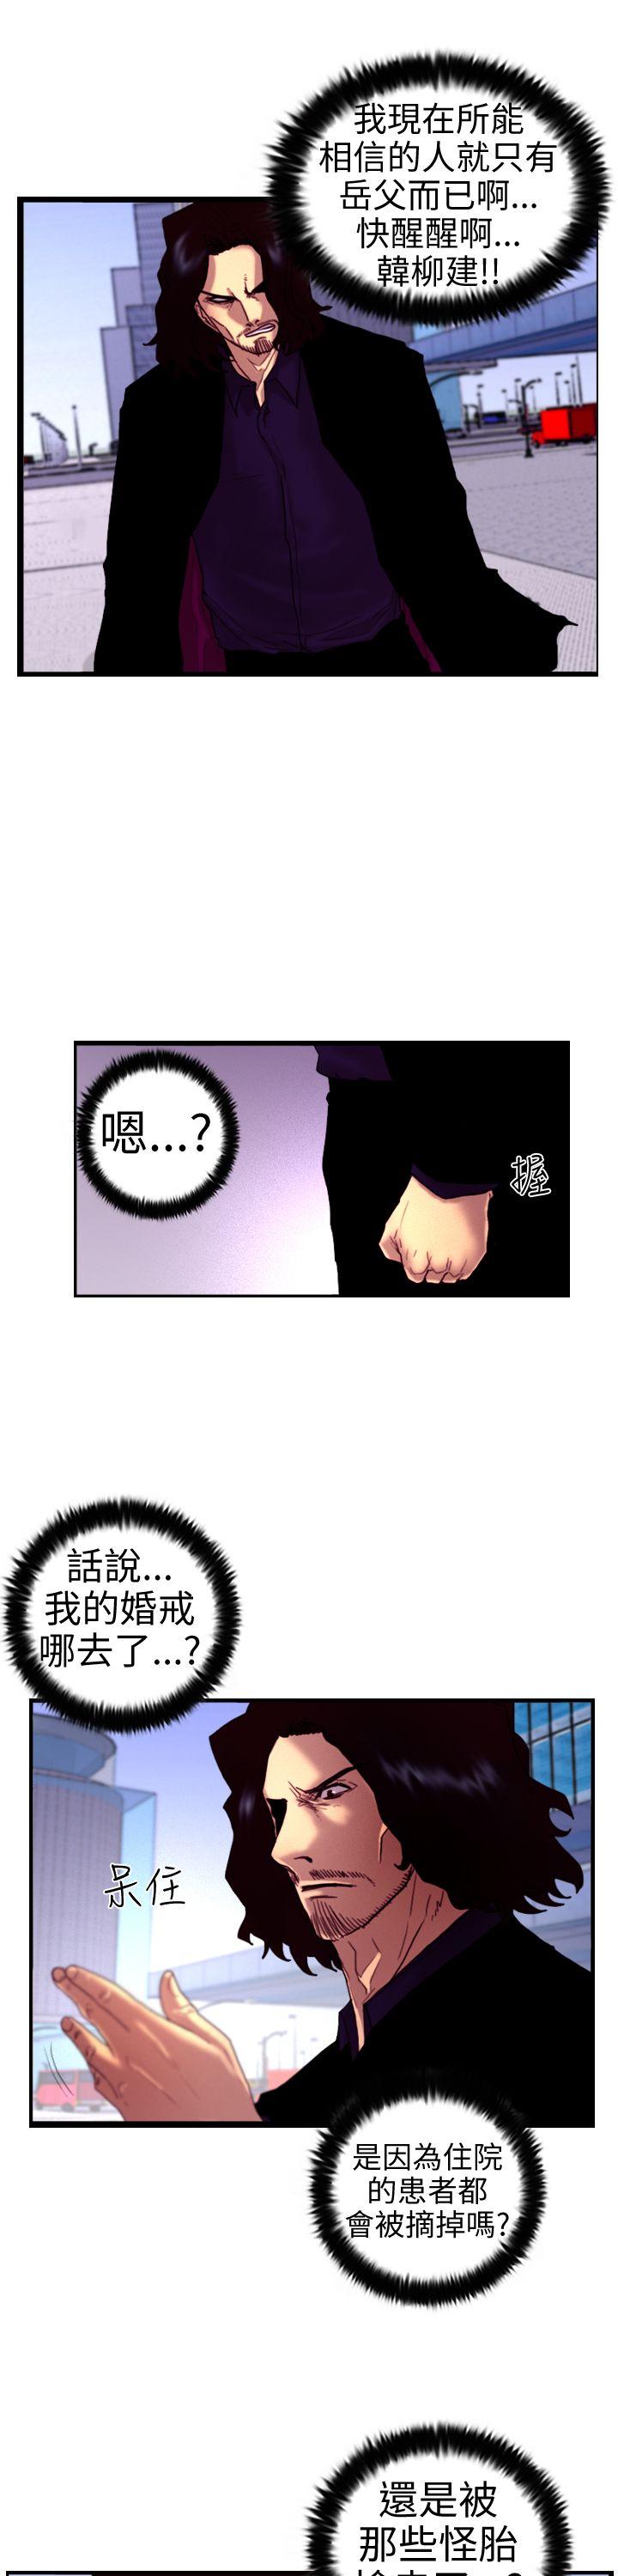 我現在所能
相信的人就只有
岳父而已啊...
快醒醒啊...
韓柳建!!
嗯...?
握
話說...
我的婚戒
哪去了...?
呆住
是因為住院
的患者都
會被摘掉嗎?
還是被
那些怪胎